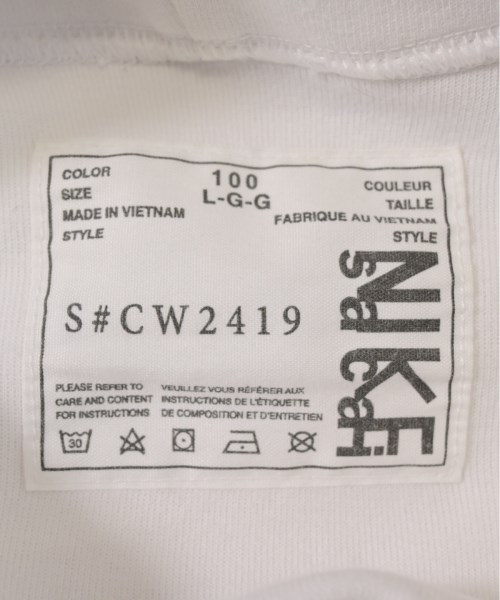 COLOR 100 COULEUR
SIZE L-G-G TAILLE
MADE IN VIETNAM FABRIQUE AU VIETNAM
STYLE STYLE
S#CW2419
NIKE
sacai
PLEASE REFER TO
CARE AND CONTENT
FOR INSTRUCTIONS
VEUILLEZ VOUS RÉFÉRER AUX
INSTRUCTIONS DE L'ÉTIQUETTE
DE COMPOSITION ET D'ENTRETIEN
30